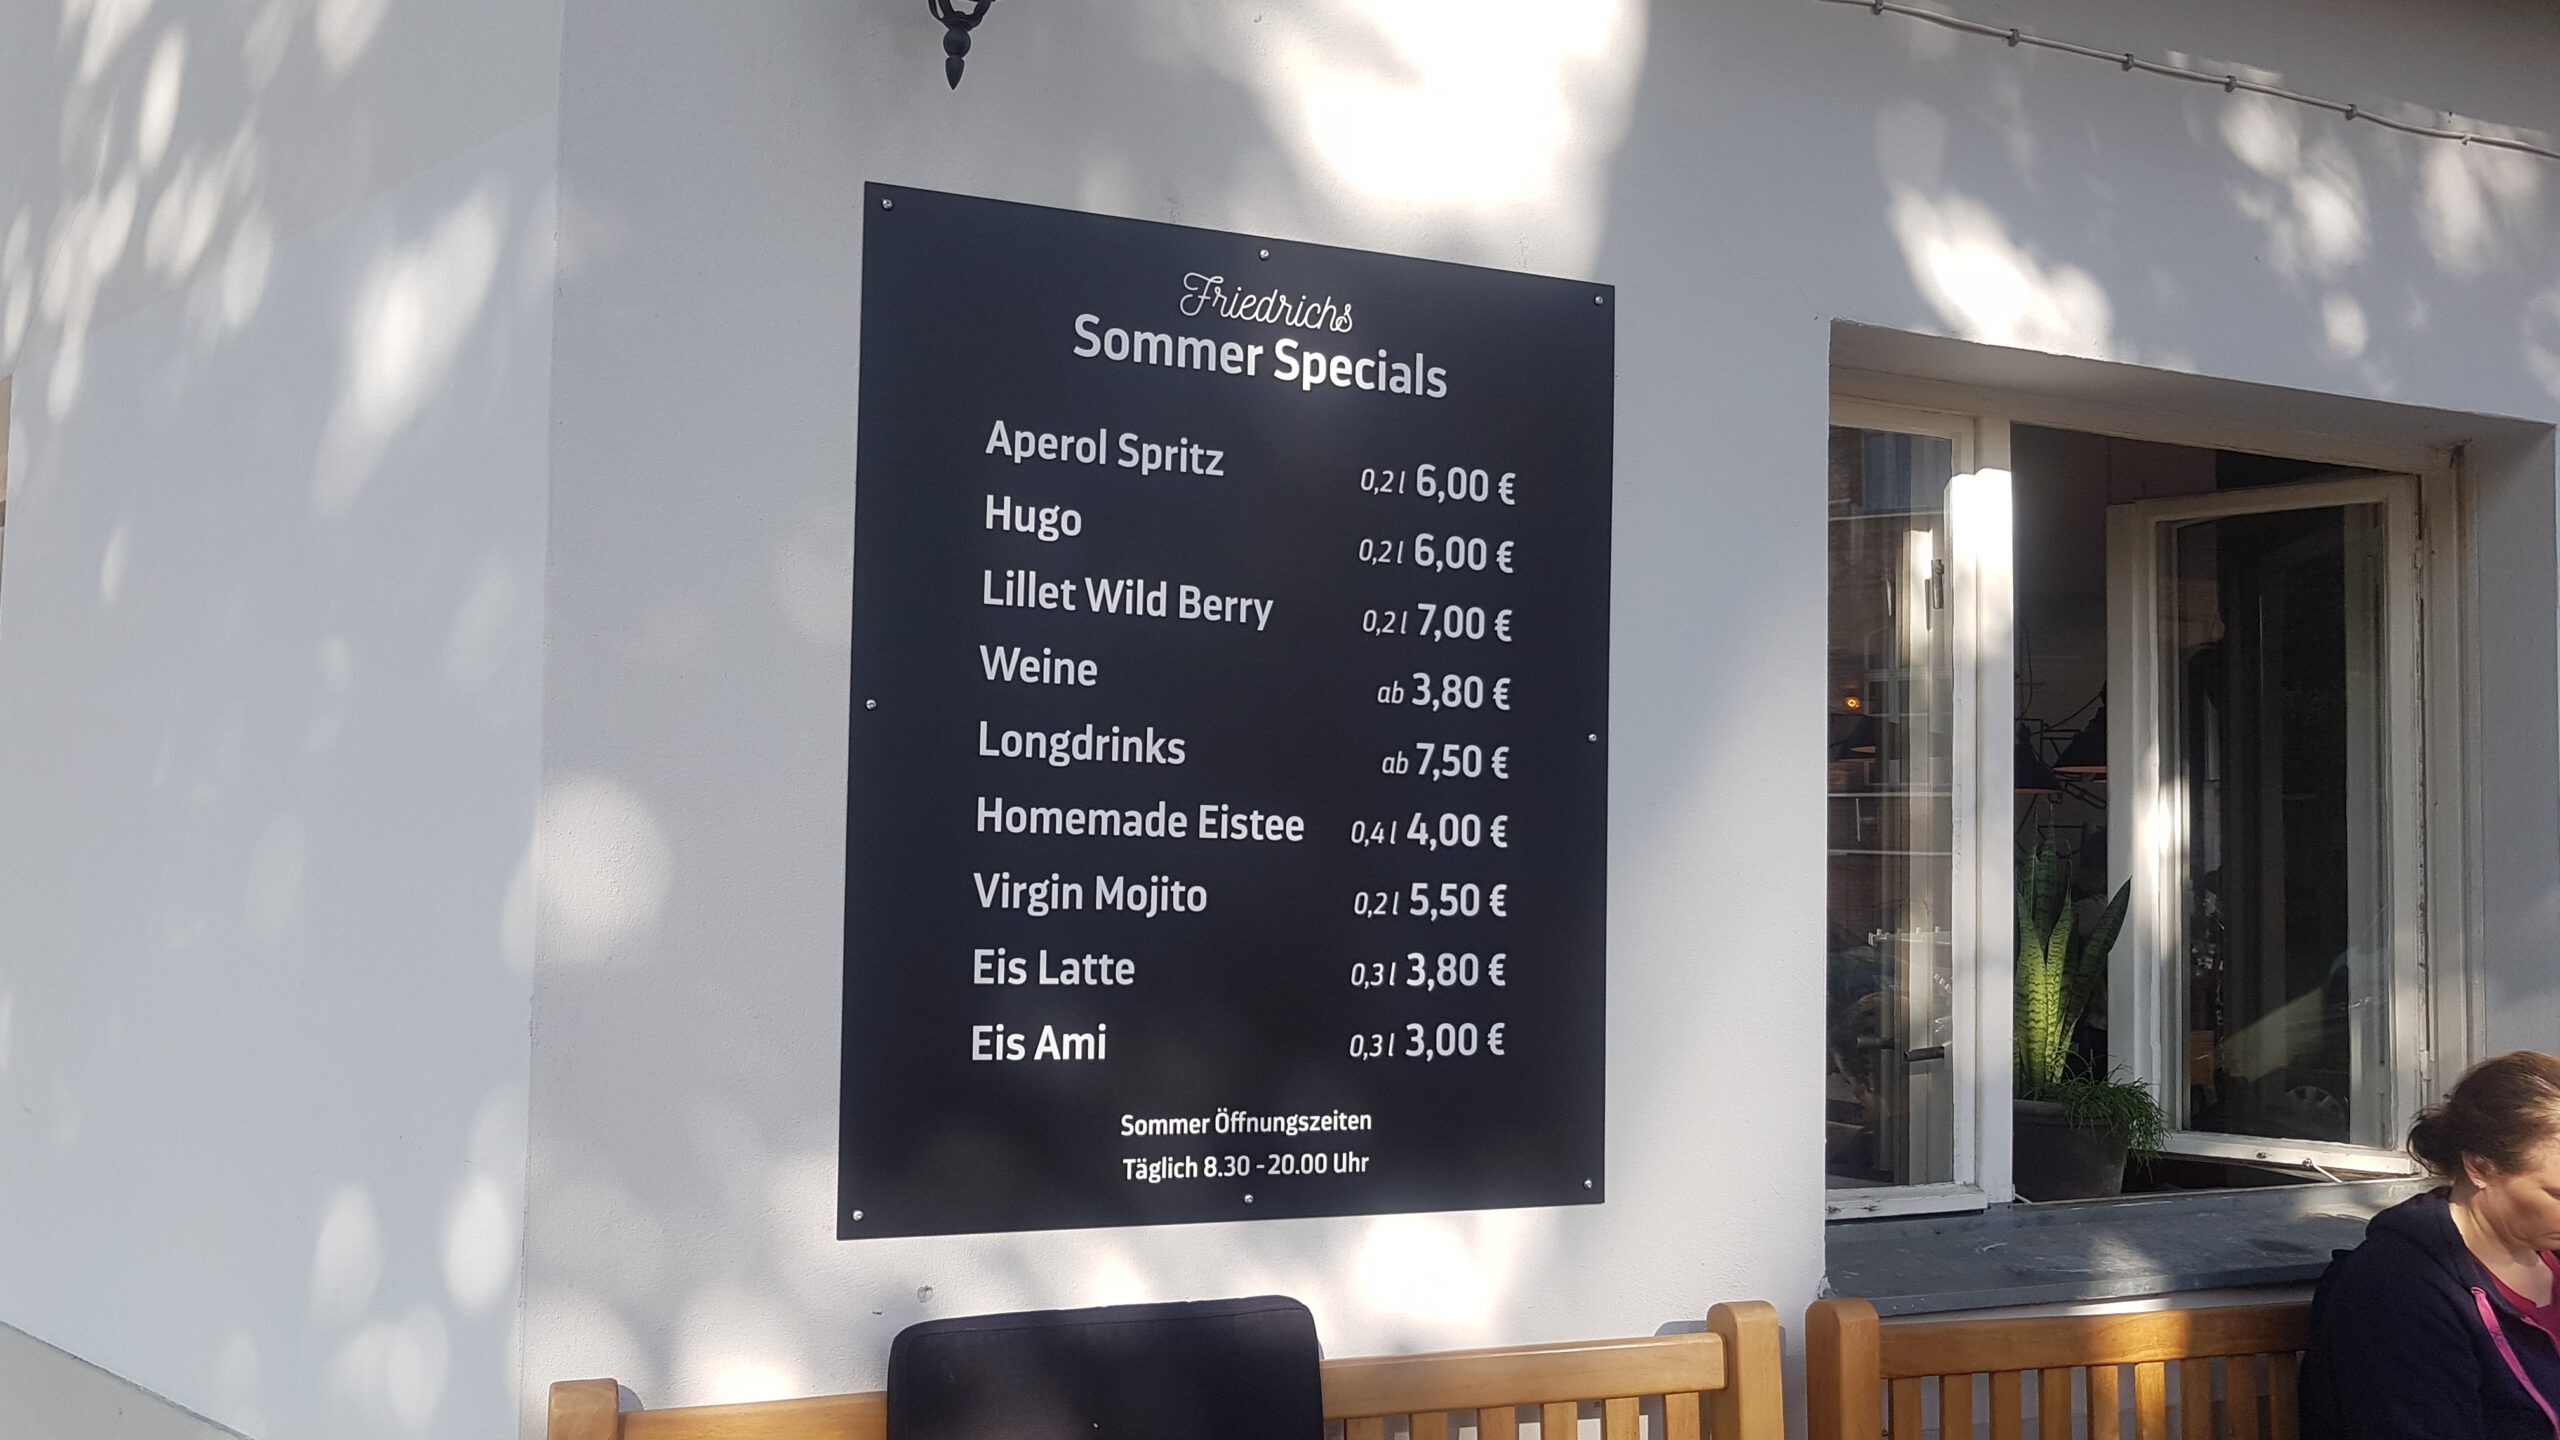 Friedrichs
Sommer Specials
Aperol Spritz 0,2 l 6,00 €
Hugo 0,2 l 6,00 €
Lillet Wild Berry 0,2 l 7,00 €
Weine ab 3,80 €
Longdrinks ab 7,50 €
Homemade Eistee 0,4 l 4,00 €
Virgin Mojito 0,2 l 5,50 €
Eis Latte 0,3 l 3,80 €
Eis Ami 0,3 l 3,00 €
Sommer Öffnungszeiten
Täglich 8.30 - 20.00 Uhr